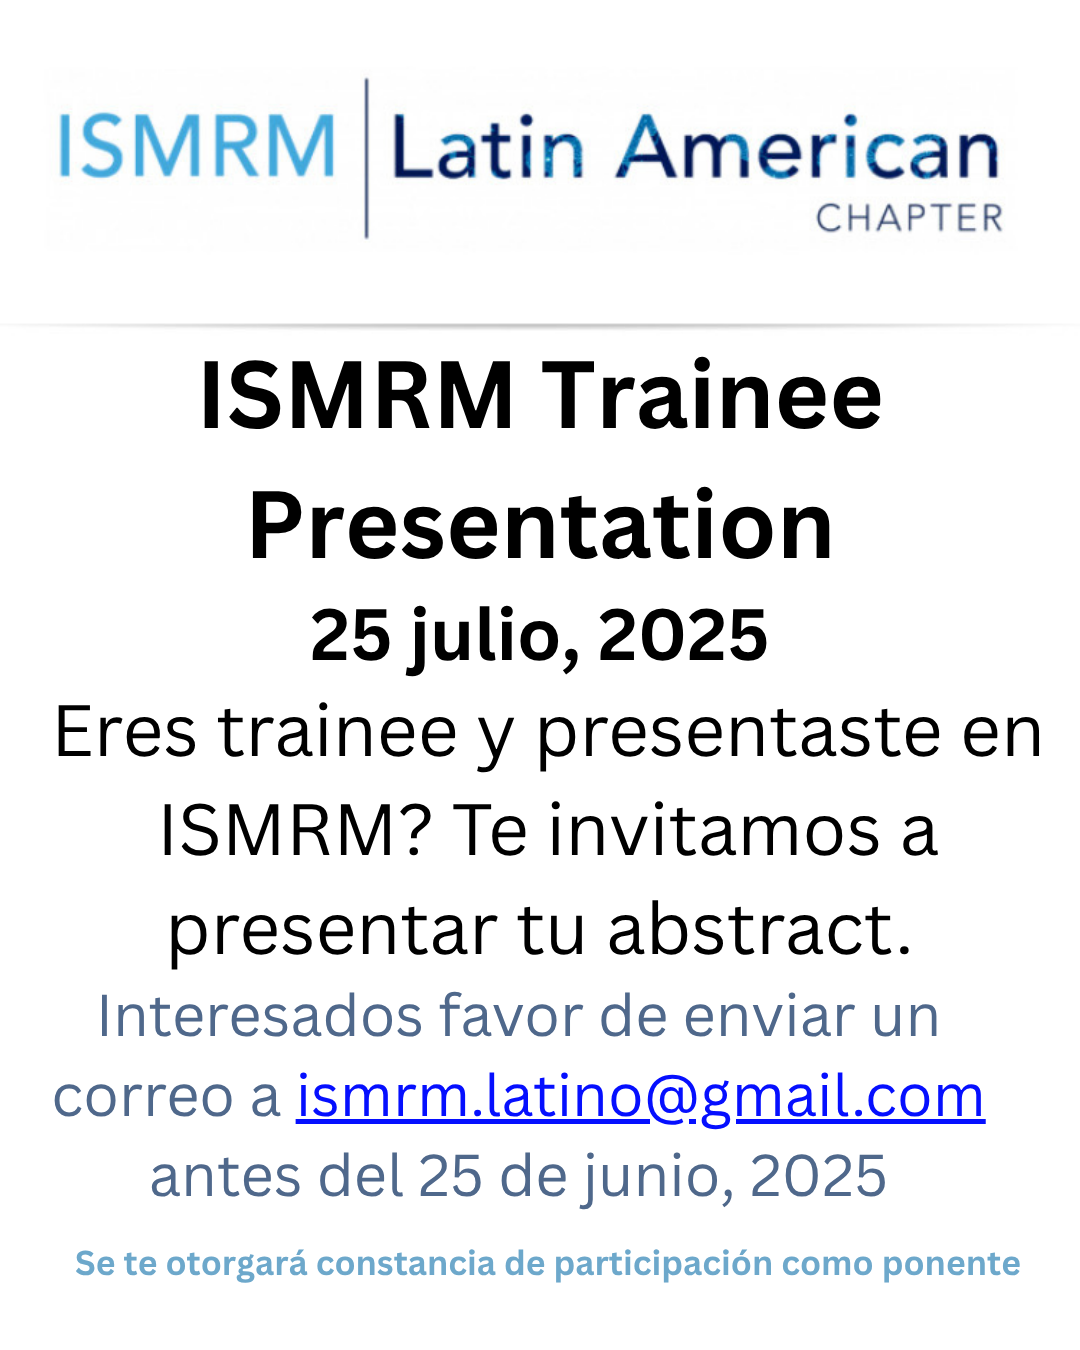 ISMRM | Latin American
CHAPTER
ISMRM Trainee
Presentation
25 julio, 2025
Eres trainee y presentaste en
ISMRM? Te invitamos a
presentar tu abstract.
Interesados favor de enviar un
correo a ismrm.latino@gmail.com
antes del 25 de junio, 2025
Se te otorgará constancia de participación como ponente